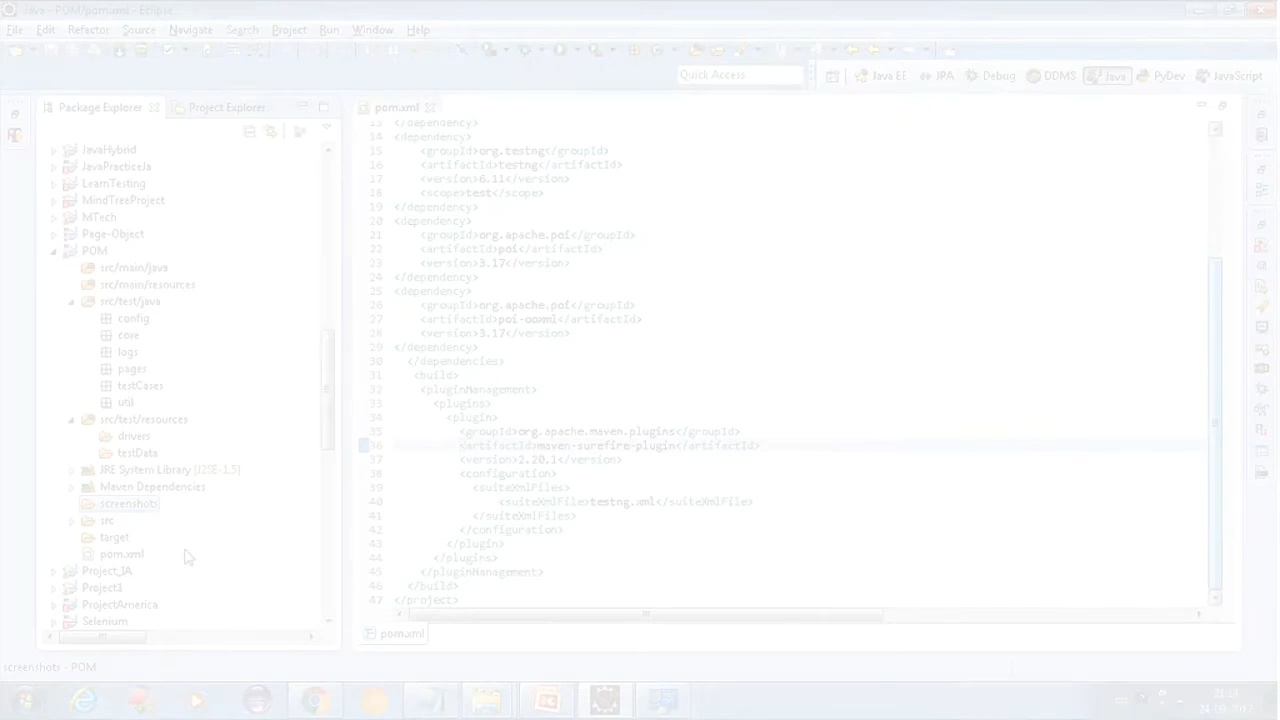 Java - POM/pom.xml - Eclipse
File Edit Refactor Source Navigate Search Project Run Window Help
Quick Access
Java EE JPA Debug DDMS Java PyDev JavaScript
Package Explorer Project Explorer
JavaHybrid
JavaPracticeJa
LearnTesting
MindTreeProject
MTech
Page-Object
POM
src/main/java
src/main/resources
src/test/java
config
core
logs
pages
testCases
util
src/test/resources
drivers
testData
JRE System Library [J2SE-1.5]
Maven Dependencies
screenshots
src
target
pom.xml
Project_IA
Project1
ProjectAmerica
Selenium
pom.xml
13 </dependency>
14 <dependency>
15 <groupId>org.testng</groupId>
16 <artifactId>testng</artifactId>
17 <version>6.11</version>
18 <scope>test</scope>
19 </dependency>
20 <dependency>
21 <groupId>org.apache.poi</groupId>
22 <artifactId>poi</artifactId>
23 <version>3.17</version>
24 </dependency>
25 <dependency>
26 <groupId>org.apache.poi</groupId>
27 <artifactId>poi-ooxml</artifactId>
28 <version>3.17</version>
29 </dependency>
30 </dependencies>
31 <build>
32 <pluginManagement>
33 <plugins>
34 <plugin>
35 <groupId>org.apache.maven.plugins</groupId>
36 <artifactId>maven-surefire-plugin</artifactId>
37 <version>2.20.1</version>
38 <configuration>
39 <suiteXmlFiles>
40 <suiteXmlFile>testng.xml</suiteXmlFile>
41 </suiteXmlFiles>
42 </configuration>
43 </plugin>
44 </plugins>
45 </pluginManagement>
46 </build>
47 </project>
pom.xml
screenshots - POM